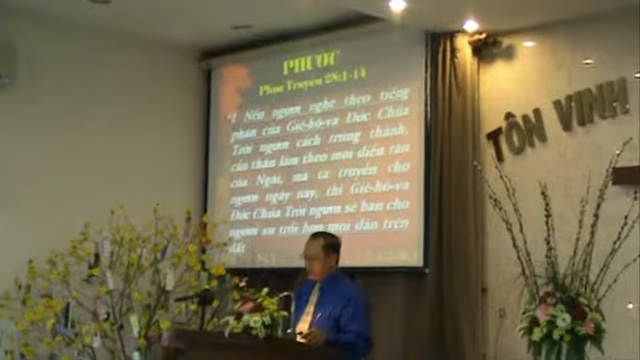 PHƯỚC
Phục Truyền 28:1-14
"1 Nếu ngươi nghe theo tiếng
phán của Giê-hô-va Đức Chúa
Trời ngươi cách trung thành,
cẩn thận làm theo mọi điều răn
của Ngài, mà ta truyền cho
ngươi ngày nay, thì Giê-hô-va
Đức Chúa Trời ngươi sẽ ban cho
ngươi sự trổi hơn mọi dân trên
đất
TÔN VINH